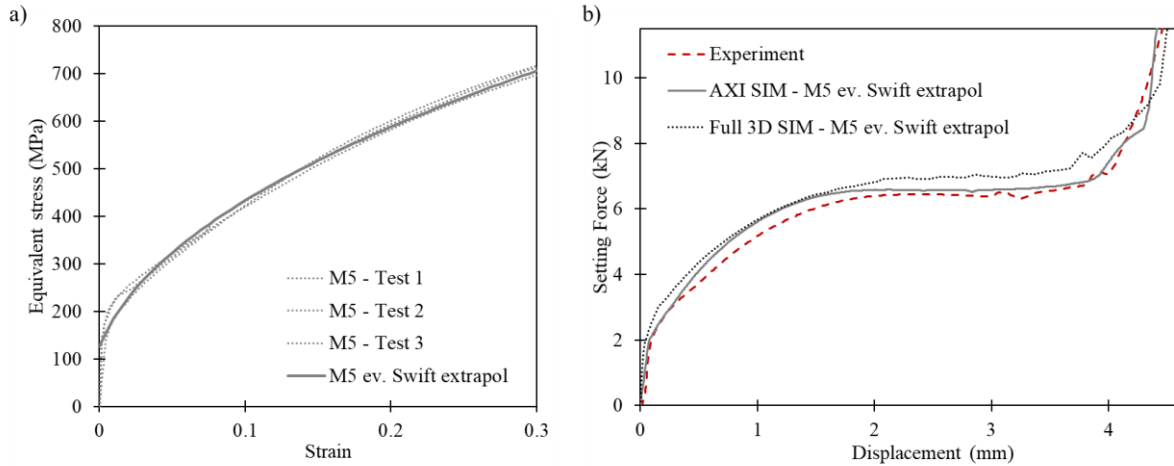 a)
800
700
600
500
400
300
200
100
0
Equivalent stress (MPa)
M5 - Test 1
M5 - Test 2
M5 - Test 3
M5 ev. Swift extrapol
0
0.1
0.2
0.3
Strain
b)
10
8
6
4
2
0
Setting Force (kN)
Experiment
AXI SIM - M5 ev. Swift extrapol
Full 3D SIM - M5 ev. Swift extrapol
0
1
2
3
4
Displacement (mm)